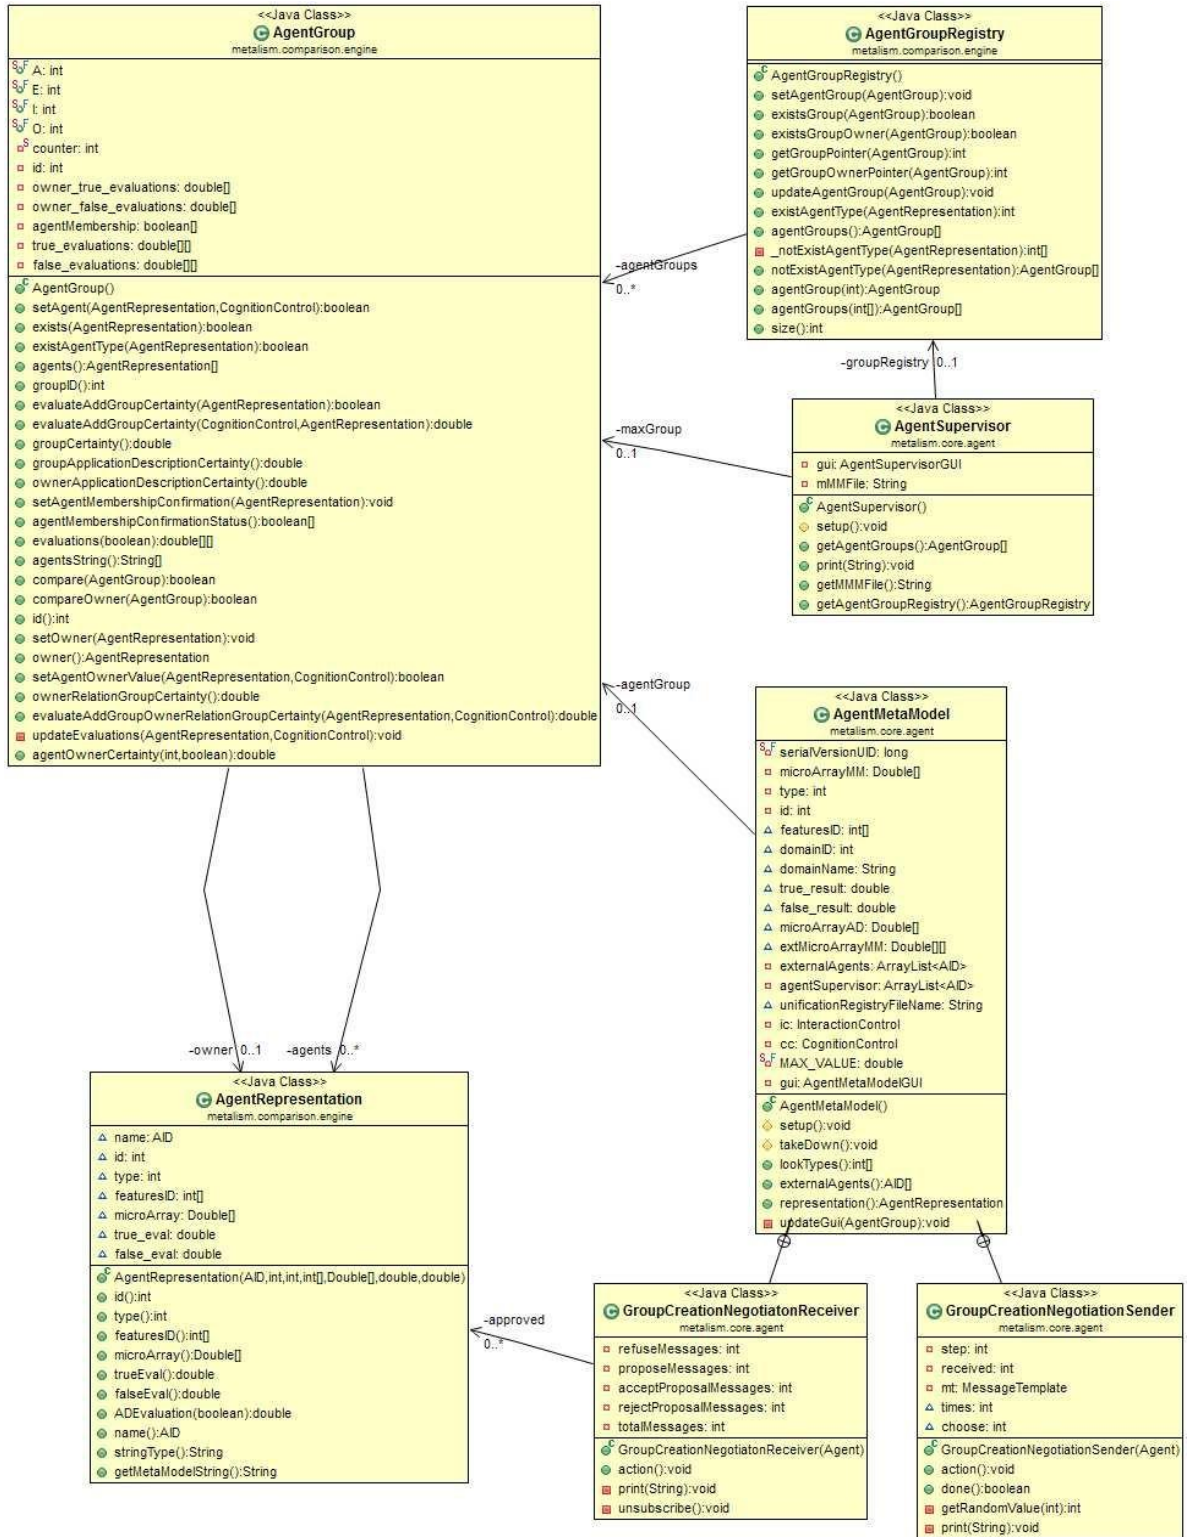 <<Java Class>>
AgentGroup
metalism.comparison.engine
A: int
E: int
I: int
O: int
counter: int
id: int
owner_true_evaluations: double[]
owner_false_evaluations: double[]
agentMembership: boolean[]
true_evaluations: double[][]
false_evaluations: double[][]
AgentGroup()
setAgent(AgentRepresentation,CognitionControl):boolean
exists(AgentRepresentation):boolean
existAgentType(AgentRepresentation):boolean
agents():AgentRepresentation[]
groupID():int
evaluateAddGroupCertainty(AgentRepresentation):boolean
evaluateAddGroupCertainty(CognitionControl,AgentRepresentation):double
groupCertainty():double
groupApplicationDescriptionCertainty():double
ownerApplicationDescriptionCertainty():double
setAgentMembershipConfirmation(AgentRepresentation):void
agentMembershipConfirmationStatus():boolean[]
evaluations(boolean):double[][]
agentsString():String[]
compare(AgentGroup):boolean
compareOwner(AgentGroup):boolean
id():int
setOwner(AgentRepresentation):void
owner():AgentRepresentation
setAgentOwnerValue(AgentRepresentation,CognitionControl):boolean
ownerRelationGroupCertainty():double
evaluateAddGroupOwnerRelationGroupCertainty(AgentRepresentation,CognitionControl):double
updateEvaluations(AgentRepresentation,CognitionControl):void
agentOwnerCertainty(int,boolean):double
<<Java Class>>
AgentGroupRegistry
metalism.comparison.engine
AgentGroupRegistry()
setAgentGroup(AgentGroup):void
existsGroup(AgentGroup):boolean
existsGroupOwner(AgentGroup):boolean
getGroupPointer(AgentGroup):int
getGroupOwnerPointer(AgentGroup):int
updateAgentGroup(AgentGroup):void
existAgentType(AgentRepresentation):int
agentGroups():AgentGroup[]
_notExistAgentType(AgentRepresentation):int[]
notExistAgentType(AgentRepresentation):AgentGroup[]
agentGroup(int):AgentGroup
agentGroups(int[]):AgentGroup[]
size():int
-agentGroups
0..*
-groupRegistry 0..1
<<Java Class>>
AgentSupervisor
metalism.core.agent
gui: AgentSupervisorGUI
mMMFile: String
AgentSupervisor()
setup():void
getAgentGroups():AgentGroup[]
print(String):void
getMMMFile():String
getAgentGroupRegistry():AgentGroupRegistry
-maxGroup
0..1
-agentGroup
0..1
<<Java Class>>
AgentMetaModel
metalism.core.agent
serialVersionUID: long
microArrayMM: Double[]
type: int
id: int
featuresID: int[]
domainID: int
domainName: String
true_result: double
false_result: double
microArrayAD: Double[]
extMicroArrayMM: Double[][]
externalAgents: ArrayList<AID>
agentSupervisor: ArrayList<AID>
unificationRegistryFileName: String
ic: InteractionControl
cc: CognitionControl
MAX_VALUE: double
gui: AgentMetaModelGUI
AgentMetaModel()
setup():void
takeDown():void
lookTypes():int[]
externalAgents():AID[]
representation():AgentRepresentation
updateGui(AgentGroup):void
-owner 0..1
-agents 0..*
<<Java Class>>
AgentRepresentation
metalism.comparison.engine
name: AID
id: int
type: int
featuresID: int[]
microArray: Double[]
true_eval: double
false_eval: double
AgentRepresentation(AID,int,int,int[],Double[],double,double)
id():int
type():int
featuresID():int[]
microArray():Double[]
trueEval():double
falseEval():double
ADEvaluation(boolean):double
name():AID
stringType():String
getMetaModelString():String
-approved
0..*
<<Java Class>>
GroupCreationNegotiatonReceiver
metalism.core.agent
refuseMessages: int
proposeMessages: int
acceptProposalMessages: int
rejectProposalMessages: int
totalMessages: int
GroupCreationNegotiatonReceiver(Agent)
action():void
print(String):void
unsubscribe():void
<<Java Class>>
GroupCreationNegotiationSender
metalism.core.agent
step: int
received: int
mt: MessageTemplate
times: int
choose: int
GroupCreationNegotiationSender(Agent)
action():void
done():boolean
getRandomValue(int):int
print(String):void